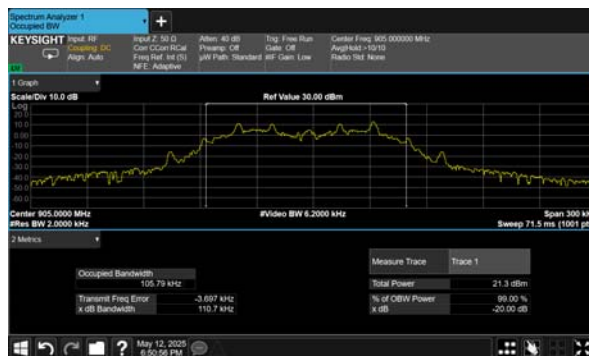 Spectrum Analyzer 1
Occupied BW
KEYSIGHT
Input: RF
Coupling: DC
Align: Auto
Input Z: 50 Ω
Corr CCorr RCal
Freq Ref: Int (S)
NFE: Adaptive
Atten: 40 dB
Preamp: Off
µW Path: Standard
Trig: Free Run
Gate: Off
#IF Gain: Low
Center Freq: 905.000000 MHz
Avg|Hold:>10/10
Radio Std: None
1 Graph
Scale/Div 10.0 dB
Ref Value 30.00 dBm
Log
20.0
10.0
0.00
-10.0
-20.0
-30.0
-40.0
-50.0
-60.0
Center 905.0000 MHz
#Video BW 6.2000 kHz
Span 300 kH
#Res BW 2.0000 kHz
Sweep 71.5 ms (1001 pt
2 Metrics
Measure Trace
Trace 1
Occupied Bandwidth
105.79 kHz
Total Power
21.3 dBm
Transmit Freq Error
-3.697 kHz
% of OBW Power
99.00 %
x dB Bandwidth
110.7 kHz
x dB
-20.00 dB
?
May 12, 2025
6:50:56 PM